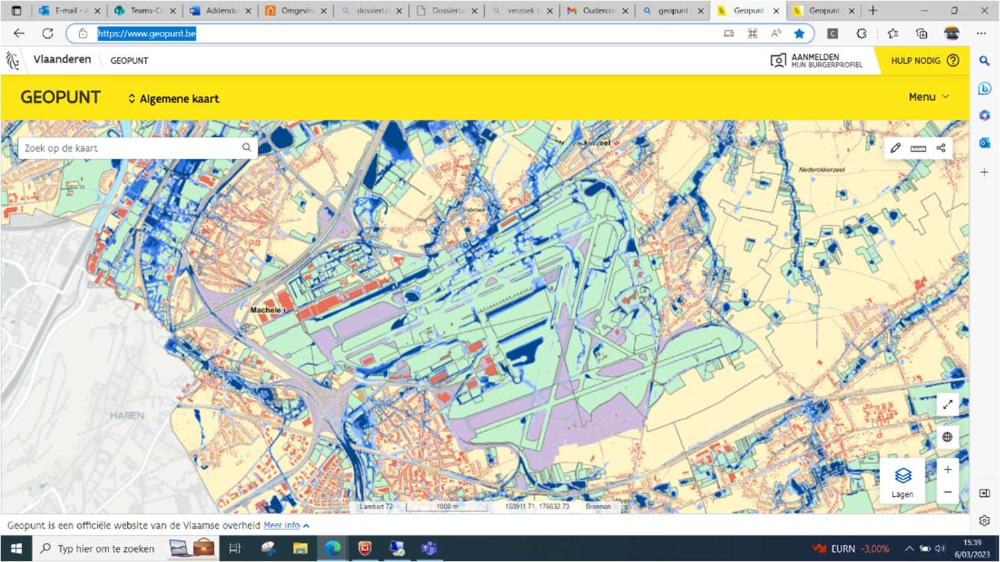 E-mail - A
Teams-Co
Addendu
Omgevin
dossierta
Dossierta
verzoek t
Oudercon
geopunt -
Geopunt
Geopunt
https://www.geopunt.be
Vlaanderen
GEOPUNT
AANMELDEN
MIJN BURGERPROFIEL
HULP NODIG
GEOPUNT
Algemene kaart
Menu
Zoek op de kaart
Nederokkerzeel
Machelen
HAREN
Lagen
Lambert 72
1000 m
158911.71, 176632.70
Bronnen
Geopunt is een officiële website van de Vlaamse overheid Meer info
Typ hier om te zoeken
EURN -3,00%
15:39
6/03/2023